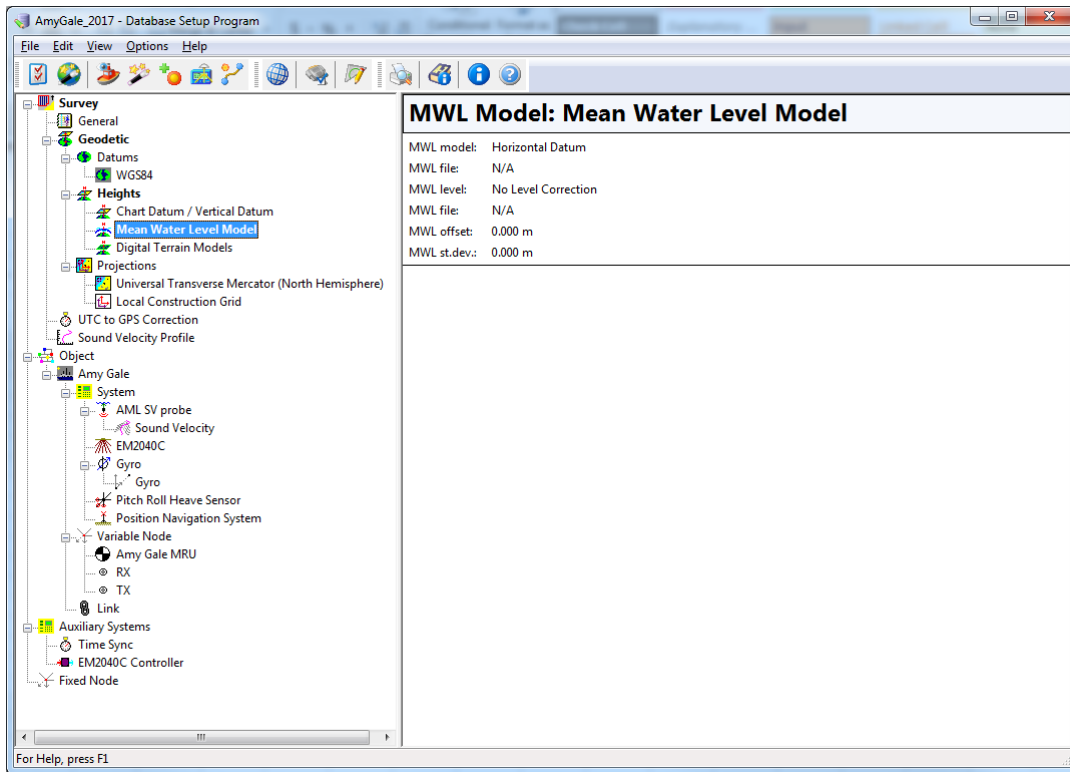 AmyGale_2017 - Database Setup Program
File Edit View Options Help
Survey
General
Geodetic
Datums
WGS84
Heights
Chart Datum / Vertical Datum
Mean Water Level Model
Digital Terrain Models
Projections
Universal Transverse Mercator (North Hemisphere)
Local Construction Grid
UTC to GPS Correction
Sound Velocity Profile
Object
Amy Gale
System
AML SV probe
Sound Velocity
EM2040C
Gyro
Gyro
Pitch Roll Heave Sensor
Position Navigation System
Variable Node
Amy Gale MRU
RX
TX
Link
Auxiliary Systems
Time Sync
EM2040C Controller
Fixed Node
MWL Model: Mean Water Level Model
MWL model: Horizontal Datum
MWL file: N/A
MWL level: No Level Correction
MWL file: N/A
MWL offset: 0.000 m
MWL st.dev.: 0.000 m
For Help, press F1